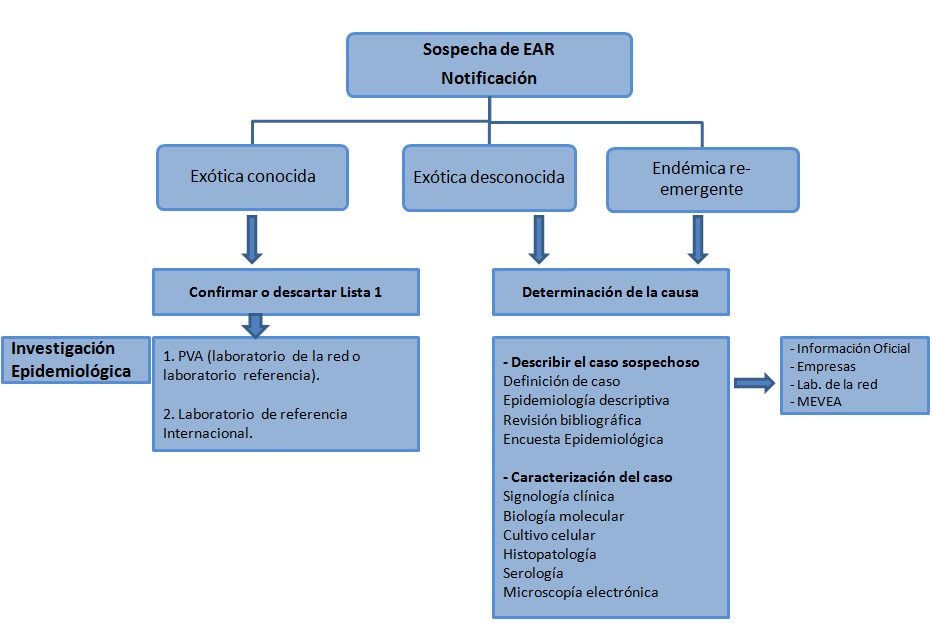 Sospecha de EAR
Notificación
Exótica conocida
Exótica desconocida
Endémica re-
emergente
Confirmar o descartar Lista 1
Determinación de la causa
Investigación
Epidemiológica
1. PVA (laboratorio de la red o
laboratorio referencia).
2. Laboratorio de referencia
Internacional.
- Describir el caso sospechoso
Definición de caso
Epidemiología descriptiva
Revisión bibliográfica
Encuesta Epidemiológica
- Caracterización del caso
Signología clínica
Biología molecular
Cultivo celular
Histopatología
Serología
Microscopía electrónica
- Información Oficial
- Empresas
- Lab. de la red
- MEVEA